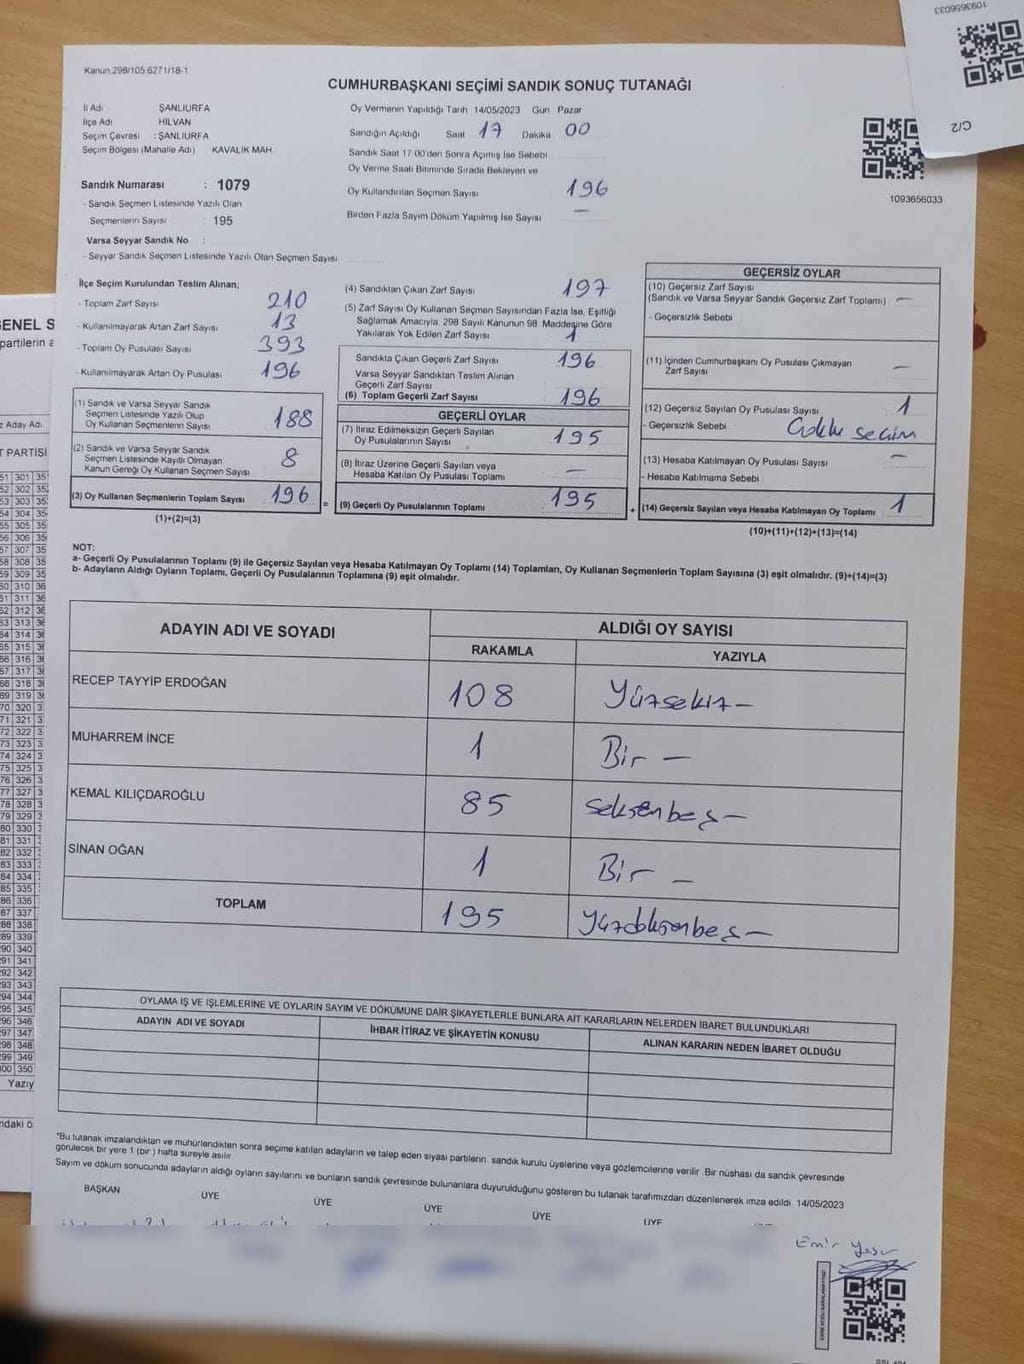 1093656033
C/2
Kanun 298/105 6271/18-1
CUMHURBAŞKANI SEÇİMİ SANDIK SONUÇ TUTANAĞI
İli Adı ŞANLIURFA
İlçe Adı HİLVAN
Seçim Çevresi : ŞANLIURFA
Seçim Bölgesi (Mahalle Adı) KAVALIK MAH.
Sandık Numarası : 1079
- Sandık Seçmen Listesinde Yazılı Olan
Seçmenlerin Sayısı : 195
Varsa Seyyar Sandık No :
- Seyyar Sandık Seçmen Listesinde Yazılı Olan Seçmen Sayısı
Oy Vermenin Yapıldığı Tarih 14/05/2023 Gün Pazar
Sandığın Açıldığı Saat 17 Dakika 00
Sandık Saat 17.00'den Sonra Açılmış İse Sebebi
Oy Verme Saati Bitiminde Sırada Bekleyen ve
Oy Kullandırılan Seçmen Sayısı 196
Birden Fazla Sayım Döküm Yapılmış İse Sayısı —
1093656033
İlçe Seçim Kurulundan Teslim Alınan;
- Toplam Zarf Sayısı 210
- Kullanılmayarak Artan Zarf Sayısı 13
- Toplam Oy Pusulası Sayısı 393
- Kullanılmayarak Artan Oy Pusulası 196
(1) Sandık ve Varsa Seyyar Sandık
Seçmen Listesinde Yazılı Olup
Oy Kullanan Seçmenlerin Sayısı 188
(2) Sandık ve Varsa Seyyar Sandık
Seçmen Listesinde Kayıtlı Olmayan
Kanun Gereği Oy Kullanan Seçmen Sayısı 8
(3) Oy Kullanan Seçmenlerin Toplam Sayısı 196
(1)+(2)=(3)
(4) Sandıktan Çıkan Zarf Sayısı 197
(5) Zarf Sayısı Oy Kullanan Seçmen Sayısından Fazla İse, Eşitliği
Sağlamak Amacıyla, 298 Sayılı Kanunun 98. Maddesine Göre
Yakılarak Yok Edilen Zarf Sayısı 1
Sandıkta Çıkan Geçerli Zarf Sayısı 196
Varsa Seyyar Sandıktan Teslim Alınan
Geçerli Zarf Sayısı
(6) Toplam Geçerli Zarf Sayısı 196
GEÇERLİ OYLAR
(7) İtiraz Edilmeksizin Geçerli Sayılan
Oy Pusulalarının Sayısı 195
(8) İtiraz Üzerine Geçerli Sayılan veya
Hesaba Katılan Oy Pusulası Toplamı —
= (9) Geçerli Oy Pusulalarının Toplamı 195
GEÇERSİZ OYLAR
(10) Geçersiz Zarf Sayısı
(Sandık ve Varsa Seyyar Sandık Geçersiz Zarf Toplamı) —
- Geçersizlik Sebebi
(11) İçinden Cumhurbaşkanı Oy Pusulası Çıkmayan
Zarf Sayısı —
(12) Geçersiz Sayılan Oy Pusulası Sayısı 1
- Geçersizlik Sebebi seçim
(13) Hesaba Katılmayan Oy Pusulası Sayısı —
- Hesaba Katılmama Sebebi
+ (14) Geçersiz Sayılan veya Hesaba Katılmayan Oy Toplamı 1
(10)+(11)+(12)+(13)=(14)
NOT:
a- Geçerli Oy Pusulalarının Toplamı (9) ile Geçersiz Sayılan veya Hesaba Katılmayan Oy Toplamı (14) Toplamları, Oy Kullanan Seçmenlerin Toplam Sayısına (3) eşit olmalıdır. (9)+(14)=(3)
b- Adayların Aldığı Oyların Toplamı, Geçerli Oy Pusulalarının Toplamına (9) eşit olmalıdır.
ADAYIN ADI VE SOYADI ALDIĞI OY SAYISI
RAKAMLA YAZIYLA
RECEP TAYYİP ERDOĞAN 108 Yüzsekiz —
MUHARREM İNCE 1 Bir —
KEMAL KILIÇDAROĞLU 85 Seksenbeş —
SİNAN OĞAN 1 Bir —
TOPLAM 195 Yüzdoksenbeş —
OYLAMA İŞ VE İŞLEMLERİNE VE OYLARIN SAYIM VE DÖKÜMÜNE DAİR ŞİKAYETLERLE BUNLARA AİT KARARLARIN NELERDEN İBARET BULUNDUKLARI
ADAYIN ADI VE SOYADI İHBAR İTİRAZ VE ŞİKAYETİN KONUSU ALINAN KARARIN NEDEN İBARET OLDUĞU
*Bu tutanak imzalandıktan ve mühürlendikten sonra seçime katılan adayların ve talep eden siyasi partilerin sandık kurulu üyelerine veya gözlemcilerine verilir. Bir nüshası da sandık çevresinde
görülecek bir yere 1 (bir) hafta süreyle asılır.
Sayım ve döküm sonucunda adayların aldığı oyların sayılarını ve bunların sandık çevresinde bulunanlara duyurulduğunu gösteren bu tutanak tarafımızdan düzenlenerek imza edildi. 14/05/2023
BAŞKAN ÜYE ÜYE ÜYE ÜYE ÜYE ÜYE
Emir